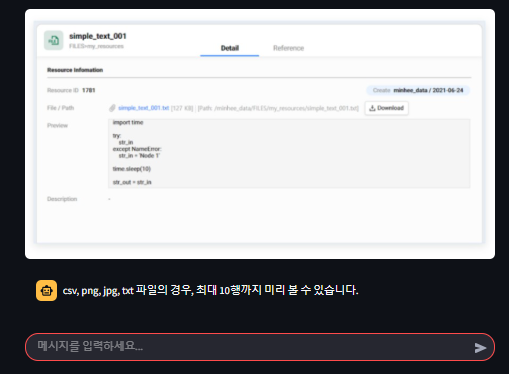 simple_text_001
FILES>my_resources
Detail
Reference
Resource Infomation
Resource ID 1781
Create minhee_data / 2021-06-24
File / Path
simple_text_001.txt [127 KB] [Path: /minhee_data/FILES/my_resources/simple_text_001.txt]
Download
Preview
import time
try:
str_in
except NameError:
str_in = 'Node 1'
time.sleep(10)
str_out = str_in
Description
-
csv, png, jpg, txt 파일의 경우, 최대 10행까지 미리 볼 수 있습니다.
메시지를 입력하세요...